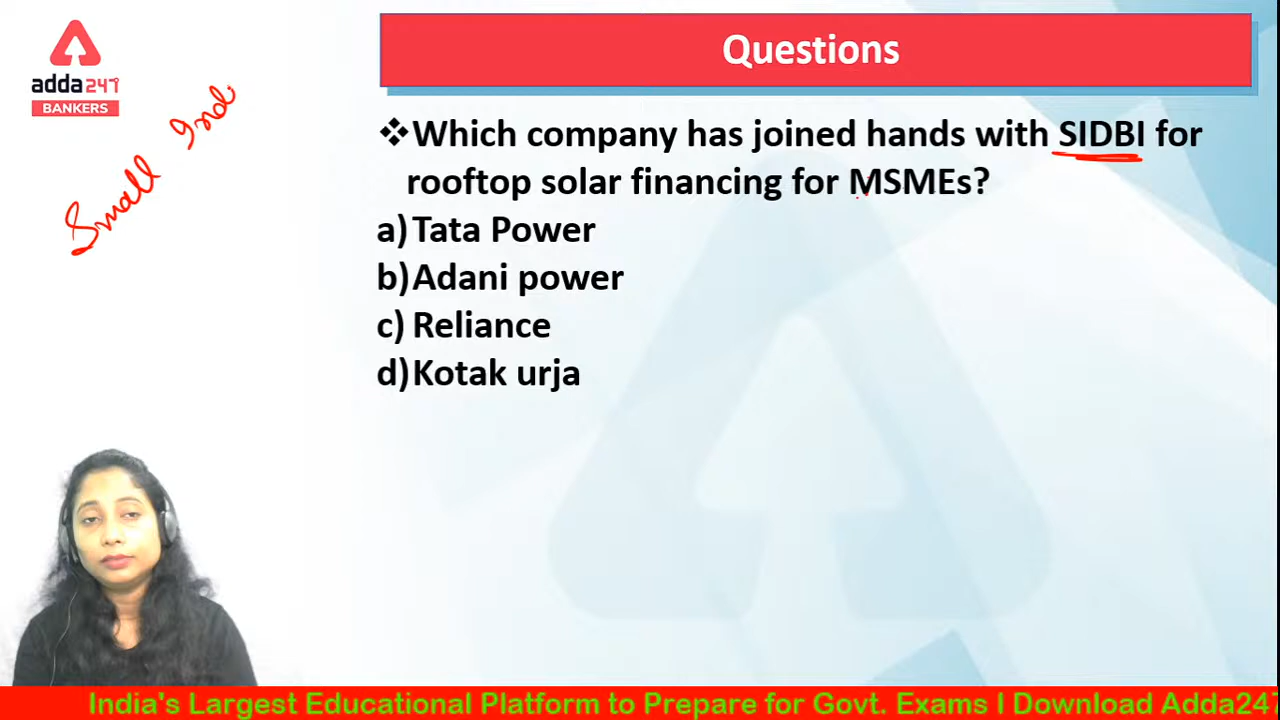 adda247
BANKERS
Small Ind.
Questions
❖Which company has joined hands with SIDBI for
rooftop solar financing for MSMEs?
a) Tata Power
b) Adani power
c) Reliance
d) Kotak urja
India's Largest Educational Platform to Prepare for Govt. Exams I Download Adda247